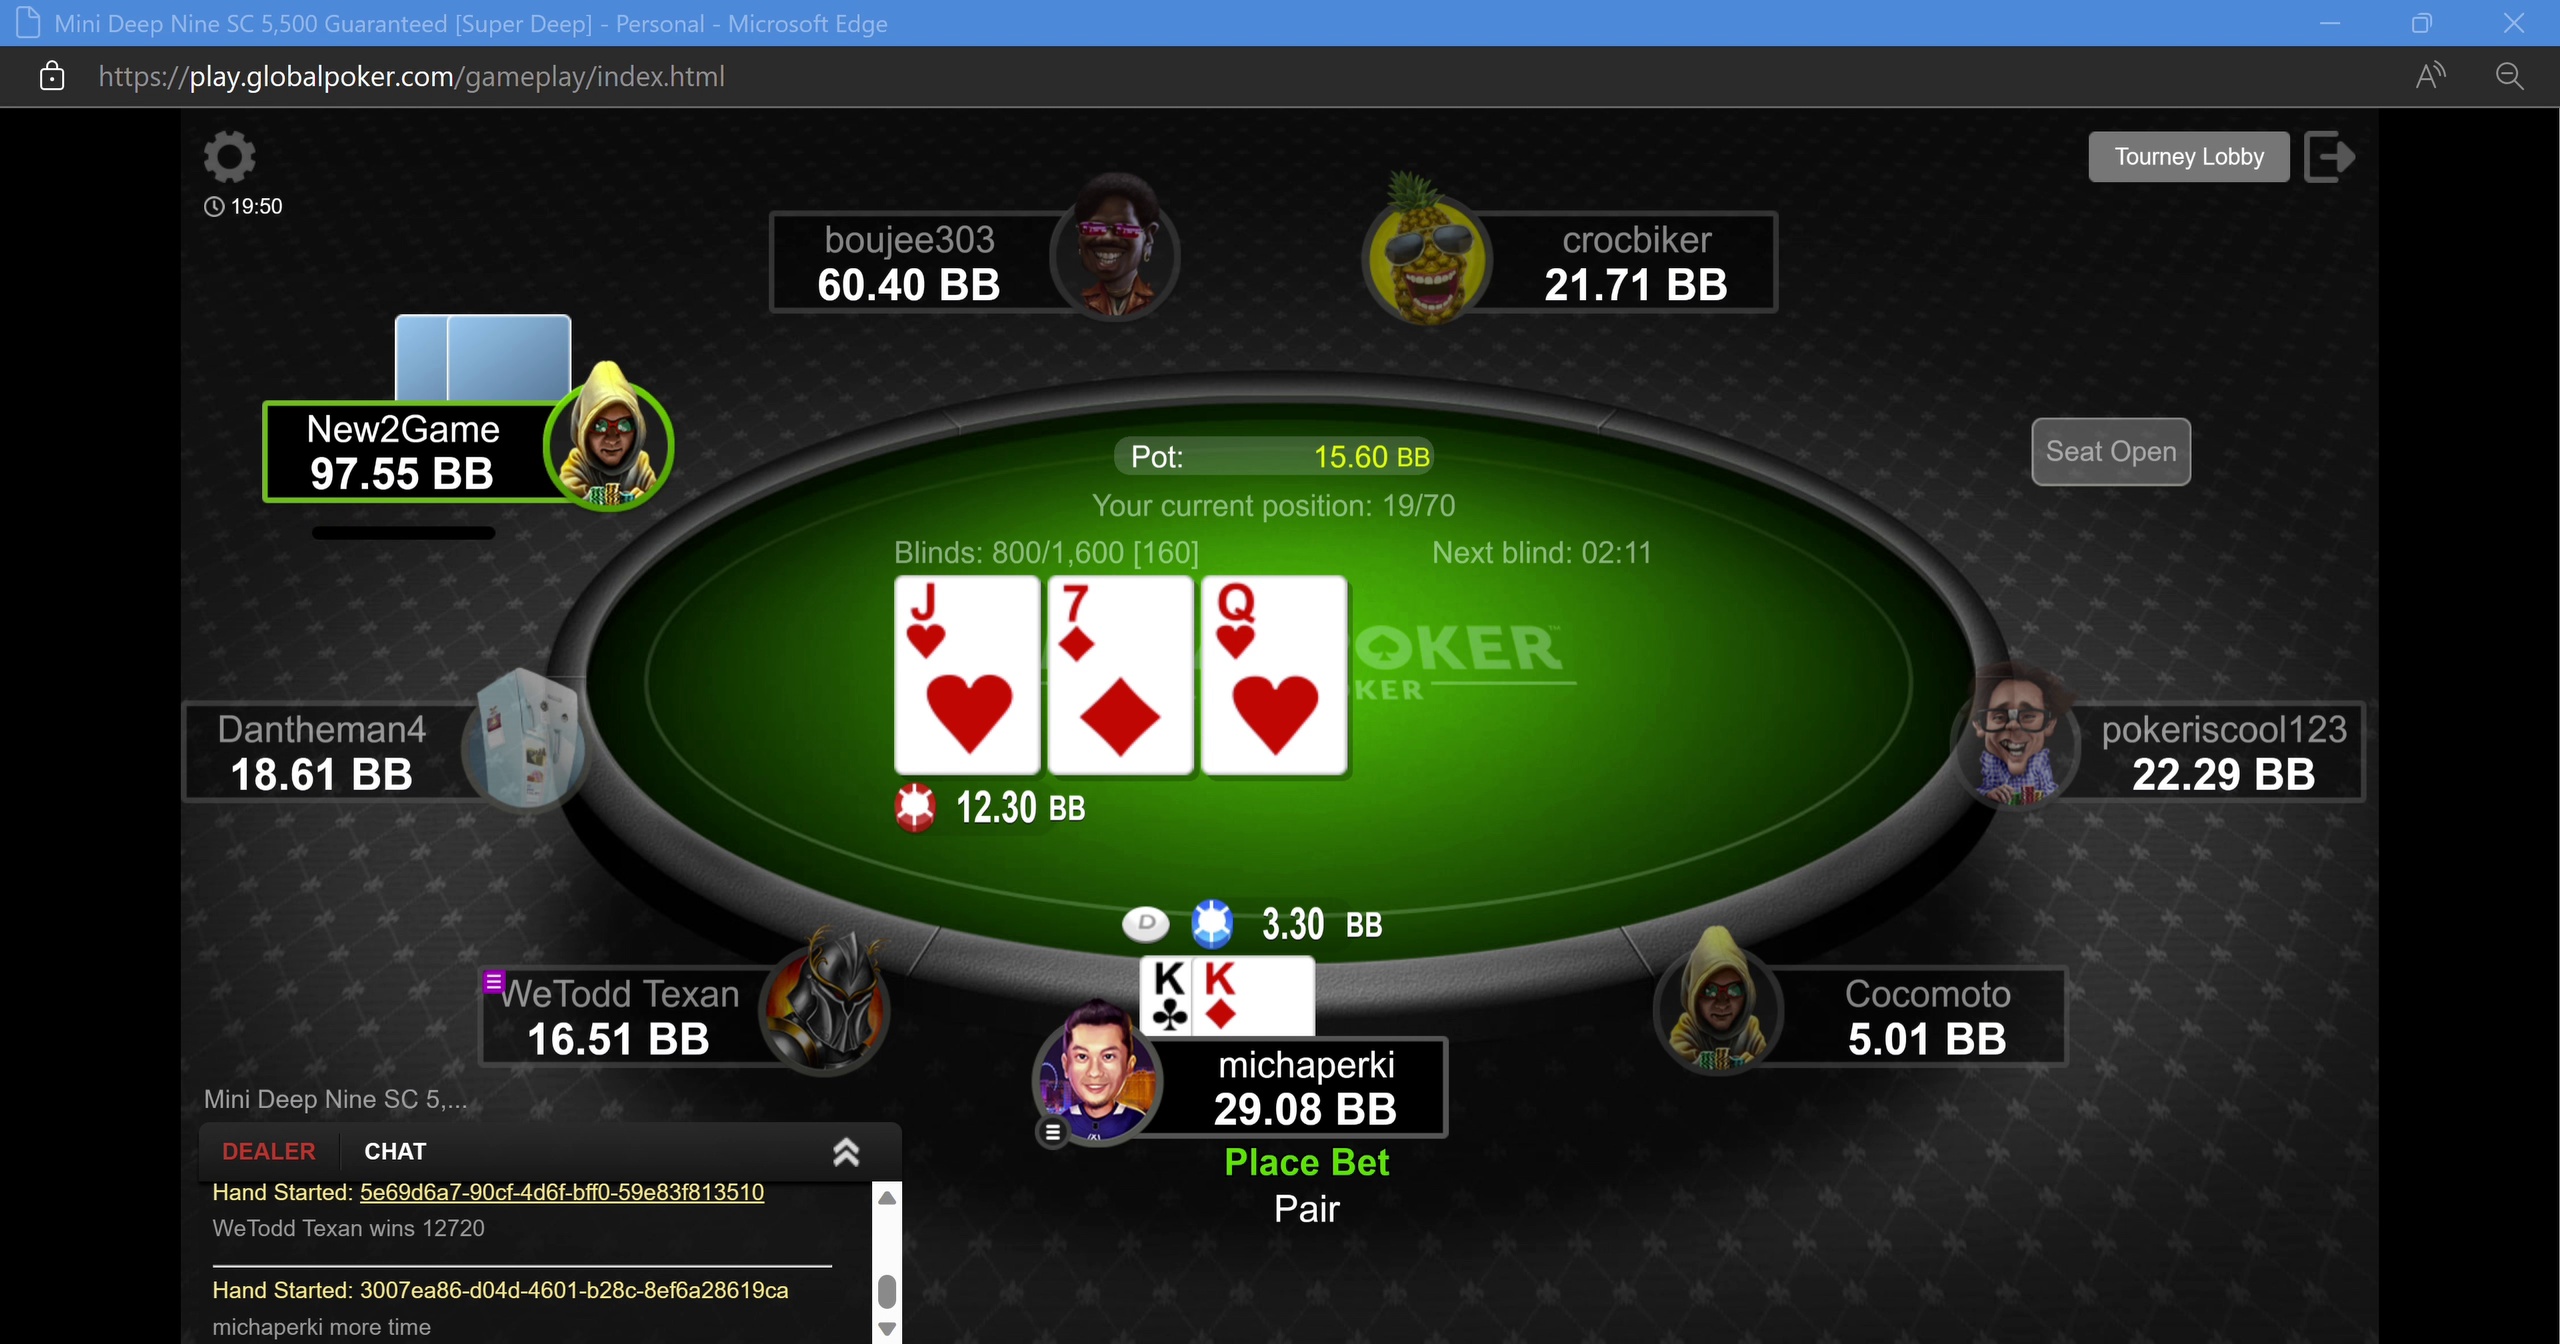 Mini Deep Nine SC 5,500 Guaranteed [Super Deep] - Personal - Microsoft Edge
https://play.globalpoker.com/gameplay/index.html
19:50
Tourney Lobby
boujee303
60.40 BB
crocbiker
21.71 BB
New2Game
97.55 BB
Seat Open
Pot: 15.60 BB
Your current position: 19/70
Blinds: 800/1,600 [160] Next blind: 02:11
J 7 Q
POKER™
KER
12.30 BB
Dantheman4
18.61 BB
pokeriscool123
22.29 BB
D 3.30 BB
K K
WeTodd Texan
16.51 BB
michaperki
29.08 BB
Place Bet
Pair
Cocomoto
5.01 BB
Mini Deep Nine SC 5,...
DEALER CHAT
Hand Started: 5e69d6a7-90cf-4d6f-bff0-59e83f813510
WeTodd Texan wins 12720
Hand Started: 3007ea86-d04d-4601-b28c-8ef6a28619ca
michaperki more time